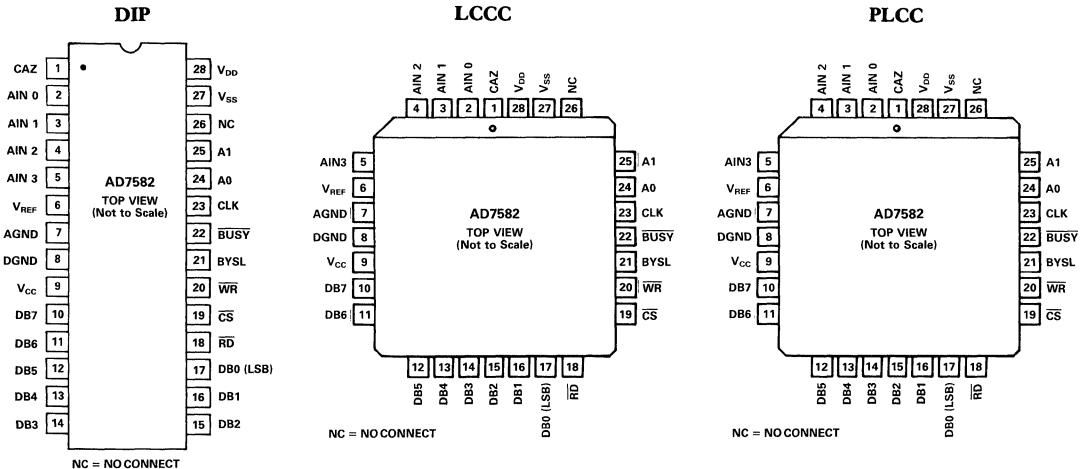 DIP
CAZ 1 28 VDD
AIN 0 2 27 VSS
AIN 1 3 26 NC
AIN 2 4 25 A1
AIN 3 5 24 A0
VREF 6 23 CLK
AGND 7 22 BUSY
DGND 8 21 BYSL
VCC 9 20 WR
DB7 10 19 CS
DB6 11 18 RD
DB5 12 17 DB0 (LSB)
DB4 13 16 DB1
DB3 14 15 DB2
AD7582
TOP VIEW
(Not to Scale)
NC = NO CONNECT
LCCC
AIN 2 AIN 1 AIN 0 CAZ VDD VSS NC
4 3 2 1 28 27 26
AIN3 5 25 A1
VREF 6 24 A0
AGND 7 23 CLK
DGND 8 22 BUSY
VCC 9 21 BYSL
DB7 10 20 WR
DB6 11 19 CS
AD7582
TOP VIEW
(Not to Scale)
12 13 14 15 16 17 18
DB5 DB4 DB3 DB2 DB1 DB0 (LSB) RD
NC = NO CONNECT
PLCC
AIN 2 AIN 1 AIN 0 CAZ VDD VSS NC
4 3 2 1 28 27 26
AIN3 5 25 A1
VREF 6 24 A0
AGND 7 23 CLK
DGND 8 22 BUSY
VCC 9 21 BYSL
DB7 10 20 WR
DB6 11 19 CS
AD7582
TOP VIEW
(Not to Scale)
12 13 14 15 16 17 18
DB5 DB4 DB3 DB2 DB1 DB0 (LSB) RD
NC = NO CONNECT